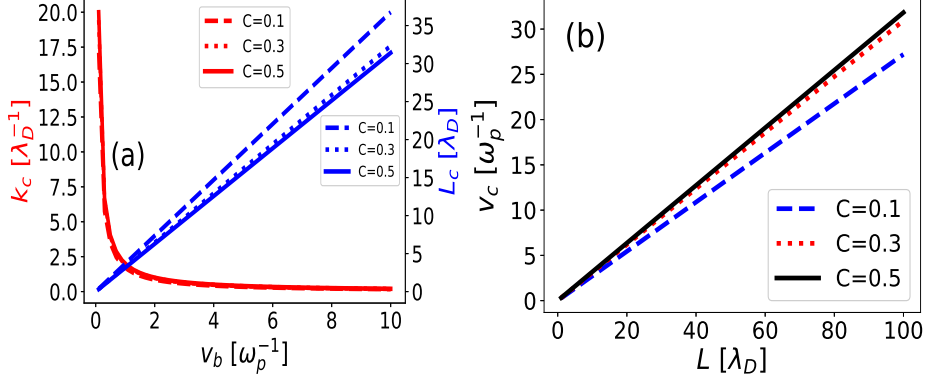 C=0.1
C=0.3
C=0.5
20.0
17.5
15.0
12.5
10.0
7.5
5.0
2.5
0.0
k_c [λ_D^{-1}]
(a)
35
30
25
20
15
10
5
0
L_c [λ_D]
C=0.1
C=0.3
C=0.5
0 2 4 6 8 10
v_b [ω_p^{-1}]
(b)
30
25
20
15
10
5
0
v_c [ω_p^{-1}]
C=0.1
C=0.3
C=0.5
0 20 40 60 80 100
L [λ_D]